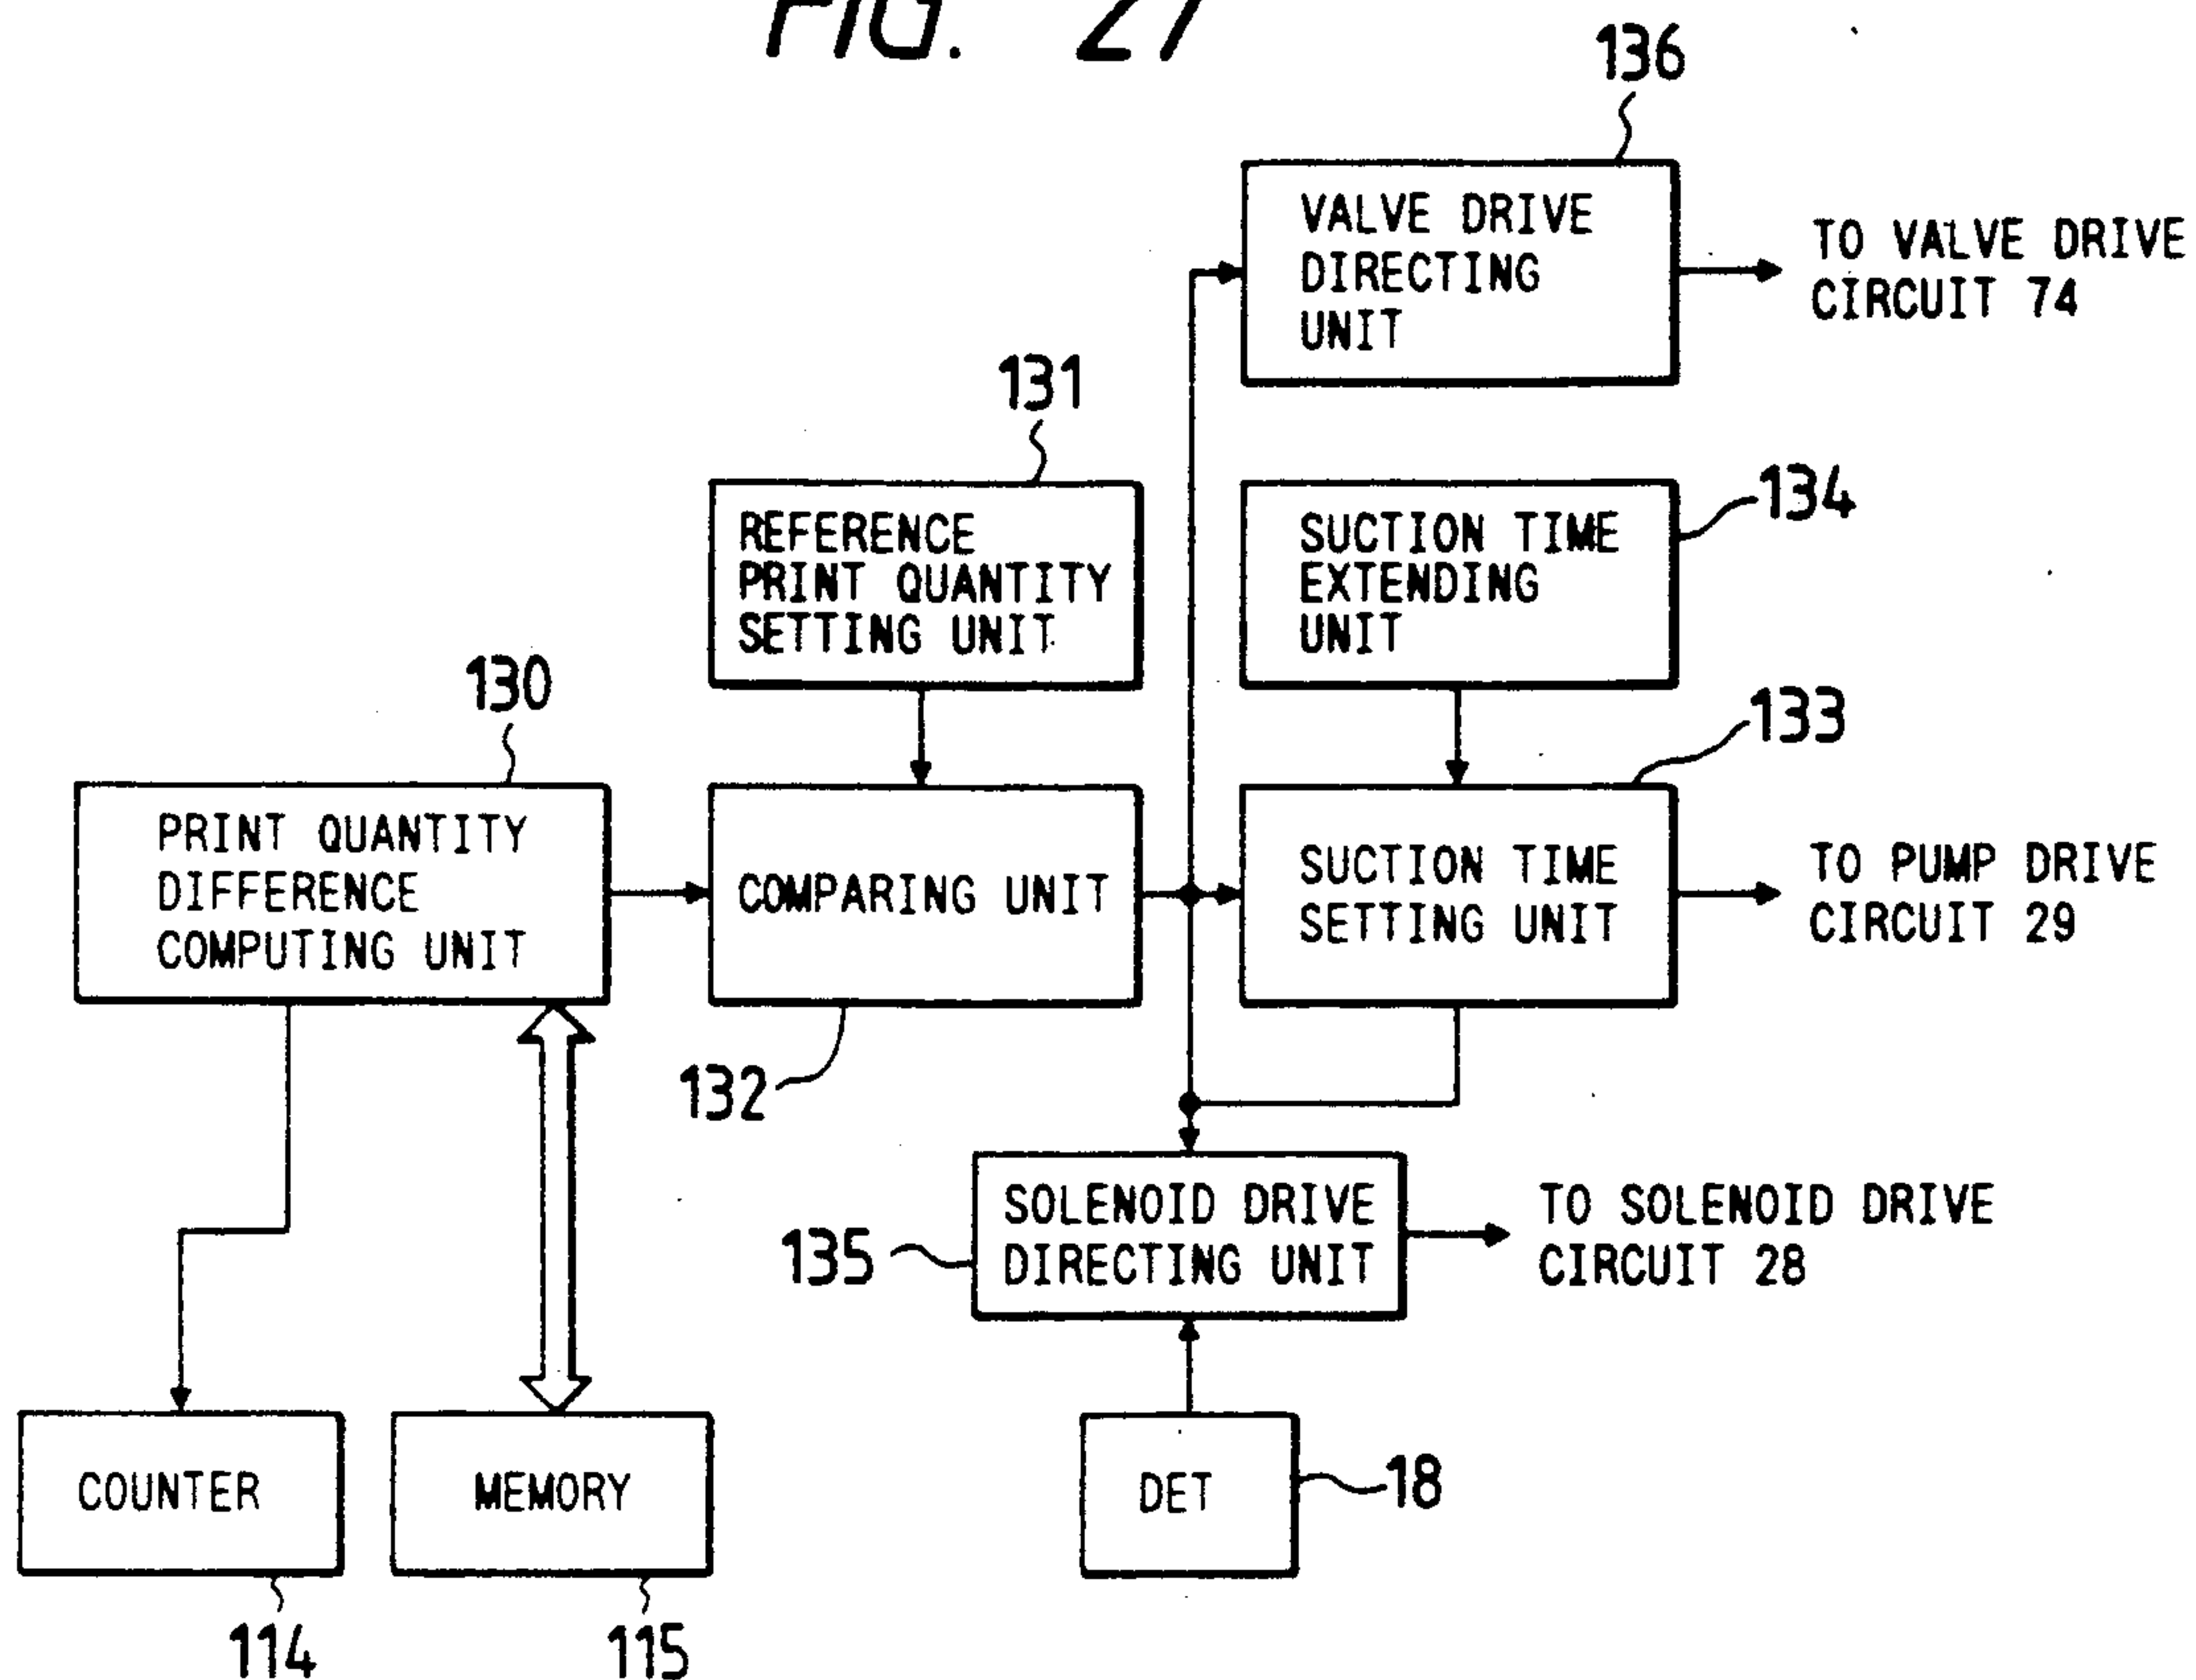 FIG. 27
136
VALVE DRIVE
DIRECTING
UNIT
TO VALVE DRIVE
CIRCUIT 74
131
REFERENCE
PRINT QUANTITY
SETTING UNIT
134
SUCTION TIME
EXTENDING
UNIT
130
PRINT QUANTITY
DIFFERENCE
COMPUTING UNIT
COMPARING UNIT
132
133
SUCTION TIME
SETTING UNIT
TO PUMP DRIVE
CIRCUIT 29
135
SOLENOID DRIVE
DIRECTING UNIT
TO SOLENOID DRIVE
CIRCUIT 28
COUNTER
114
MEMORY
115
DET
18